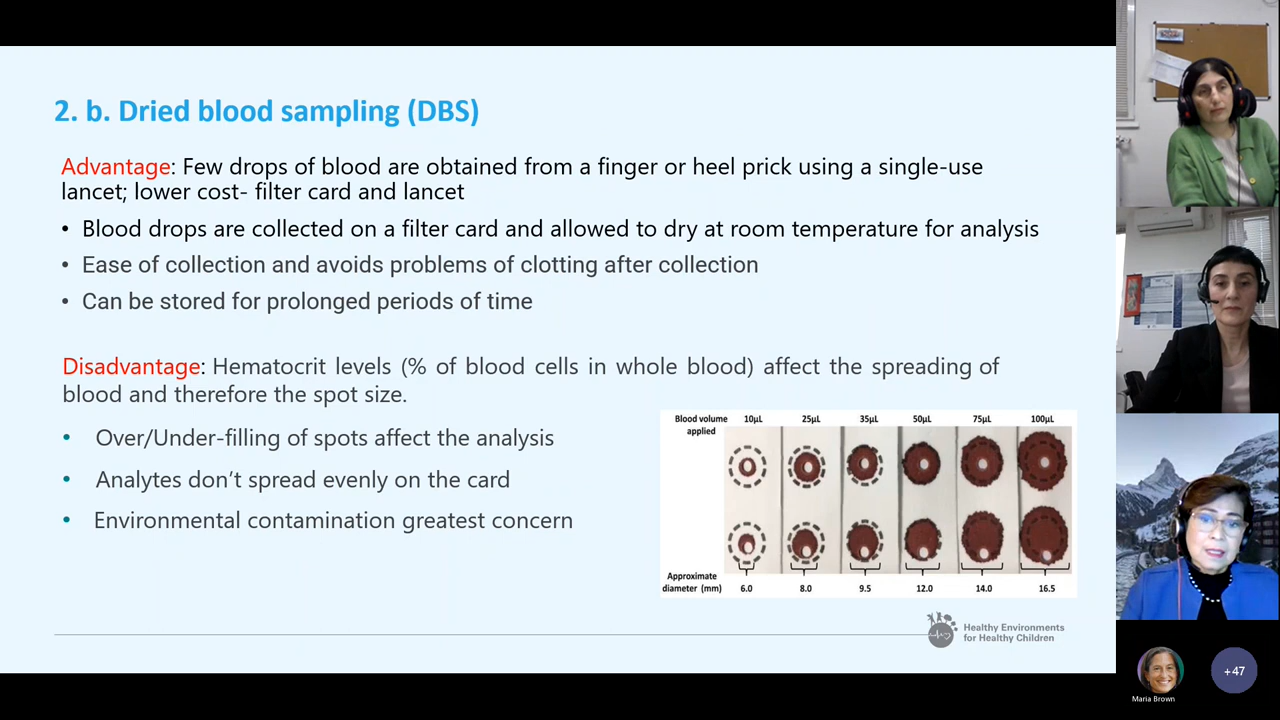 2. b. Dried blood sampling (DBS)
Advantage: Few drops of blood are obtained from a finger or heel prick using a single-use
lancet; lower cost- filter card and lancet
• Blood drops are collected on a filter card and allowed to dry at room temperature for analysis
• Ease of collection and avoids problems of clotting after collection
• Can be stored for prolonged periods of time
Disadvantage: Hematocrit levels (% of blood cells in whole blood) affect the spreading of
blood and therefore the spot size.
• Over/Under-filling of spots affect the analysis
• Analytes don’t spread evenly on the card
• Environmental contamination greatest concern
Blood volume applied 10µL 25µL 35µL 50µL 75µL 100µL
Approximate diameter (mm) 6.0 8.0 9.5 12.0 14.0 16.5
Healthy Environments
for Healthy Children
+47
Maria Brown